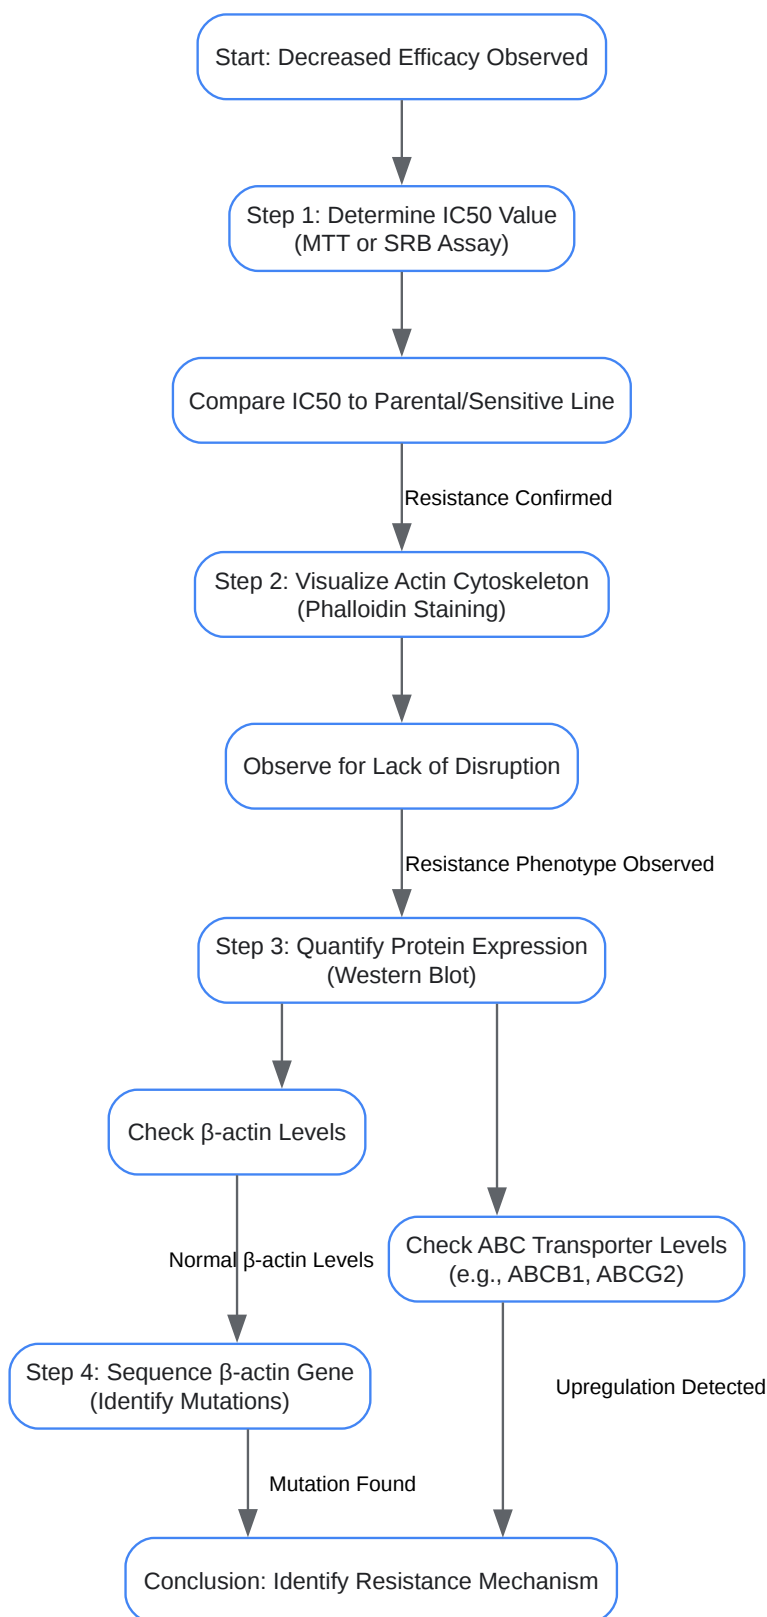 Start: Decreased Efficacy Observed
Step 1: Determine IC50 Value
(MTT or SRB Assay)
Compare IC50 to Parental/Sensitive Line
Resistance Confirmed
Step 2: Visualize Actin Cytoskeleton
(Phalloidin Staining)
Observe for Lack of Disruption
Resistance Phenotype Observed
Step 3: Quantify Protein Expression
(Western Blot)
Check β-actin Levels
Normal β-actin Levels
Check ABC Transporter Levels
(e.g., ABCB1, ABCG2)
Step 4: Sequence β-actin Gene
(Identify Mutations)
Upregulation Detected
Mutation Found
Conclusion: Identify Resistance Mechanism